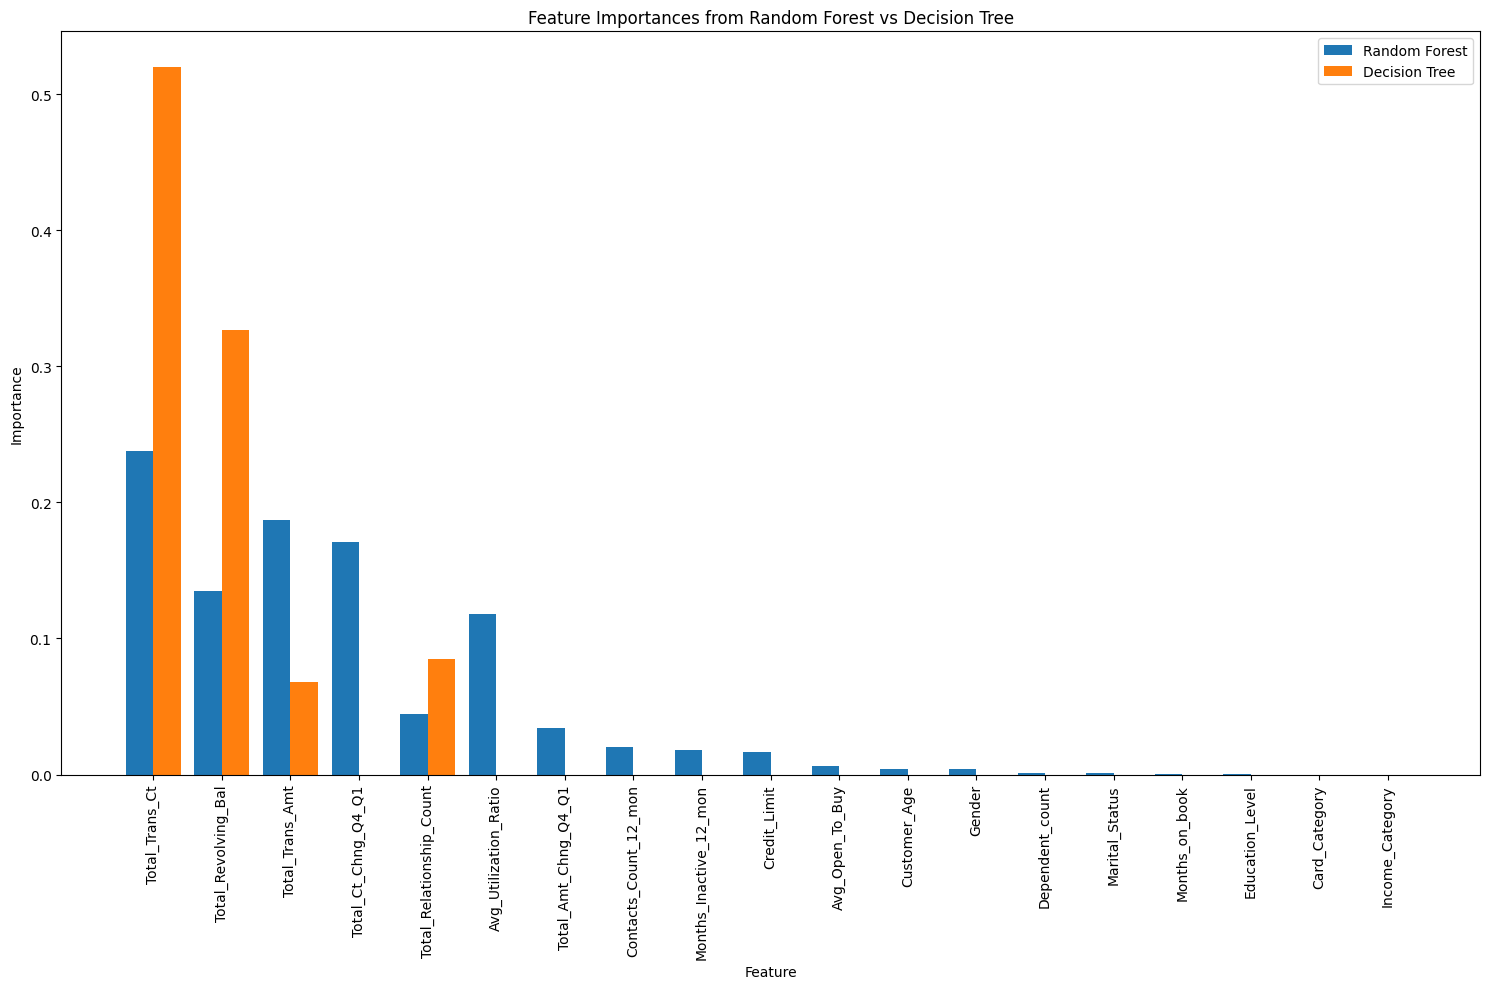 Feature Importances from Random Forest vs Decision Tree
Random Forest
Decision Tree
Importance
0.5
0.4
0.3
0.2
0.1
0.0
Total_Trans_Ct
Total_Revolving_Bal
Total_Trans_Amt
Total_Ct_Chng_Q4_Q1
Total_Relationship_Count
Avg_Utilization_Ratio
Total_Amt_Chng_Q4_Q1
Contacts_Count_12_mon
Months_Inactive_12_mon
Credit_Limit
Avg_Open_To_Buy
Customer_Age
Gender
Dependent_count
Marital_Status
Months_on_book
Education_Level
Card_Category
Income_Category
Feature